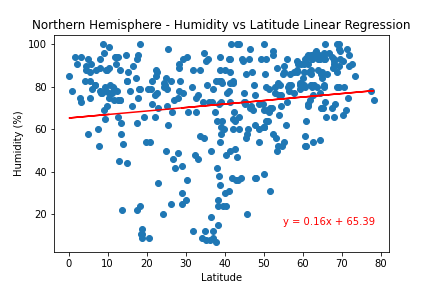 Northern Hemisphere - Humidity vs Latitude Linear Regression
100
80
60
40
20
Humidity (%)
y = 0.16x + 65.39
0 10 20 30 40 50 60 70 80
Latitude